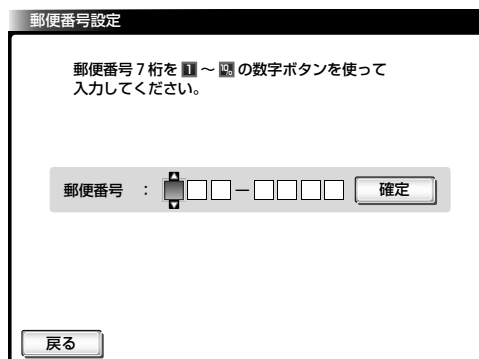 郵便番号設定
郵便番号7桁を 1 ~ 10 の数字ボタンを使って
入力してください。
郵便番号 : – 確定
戻る